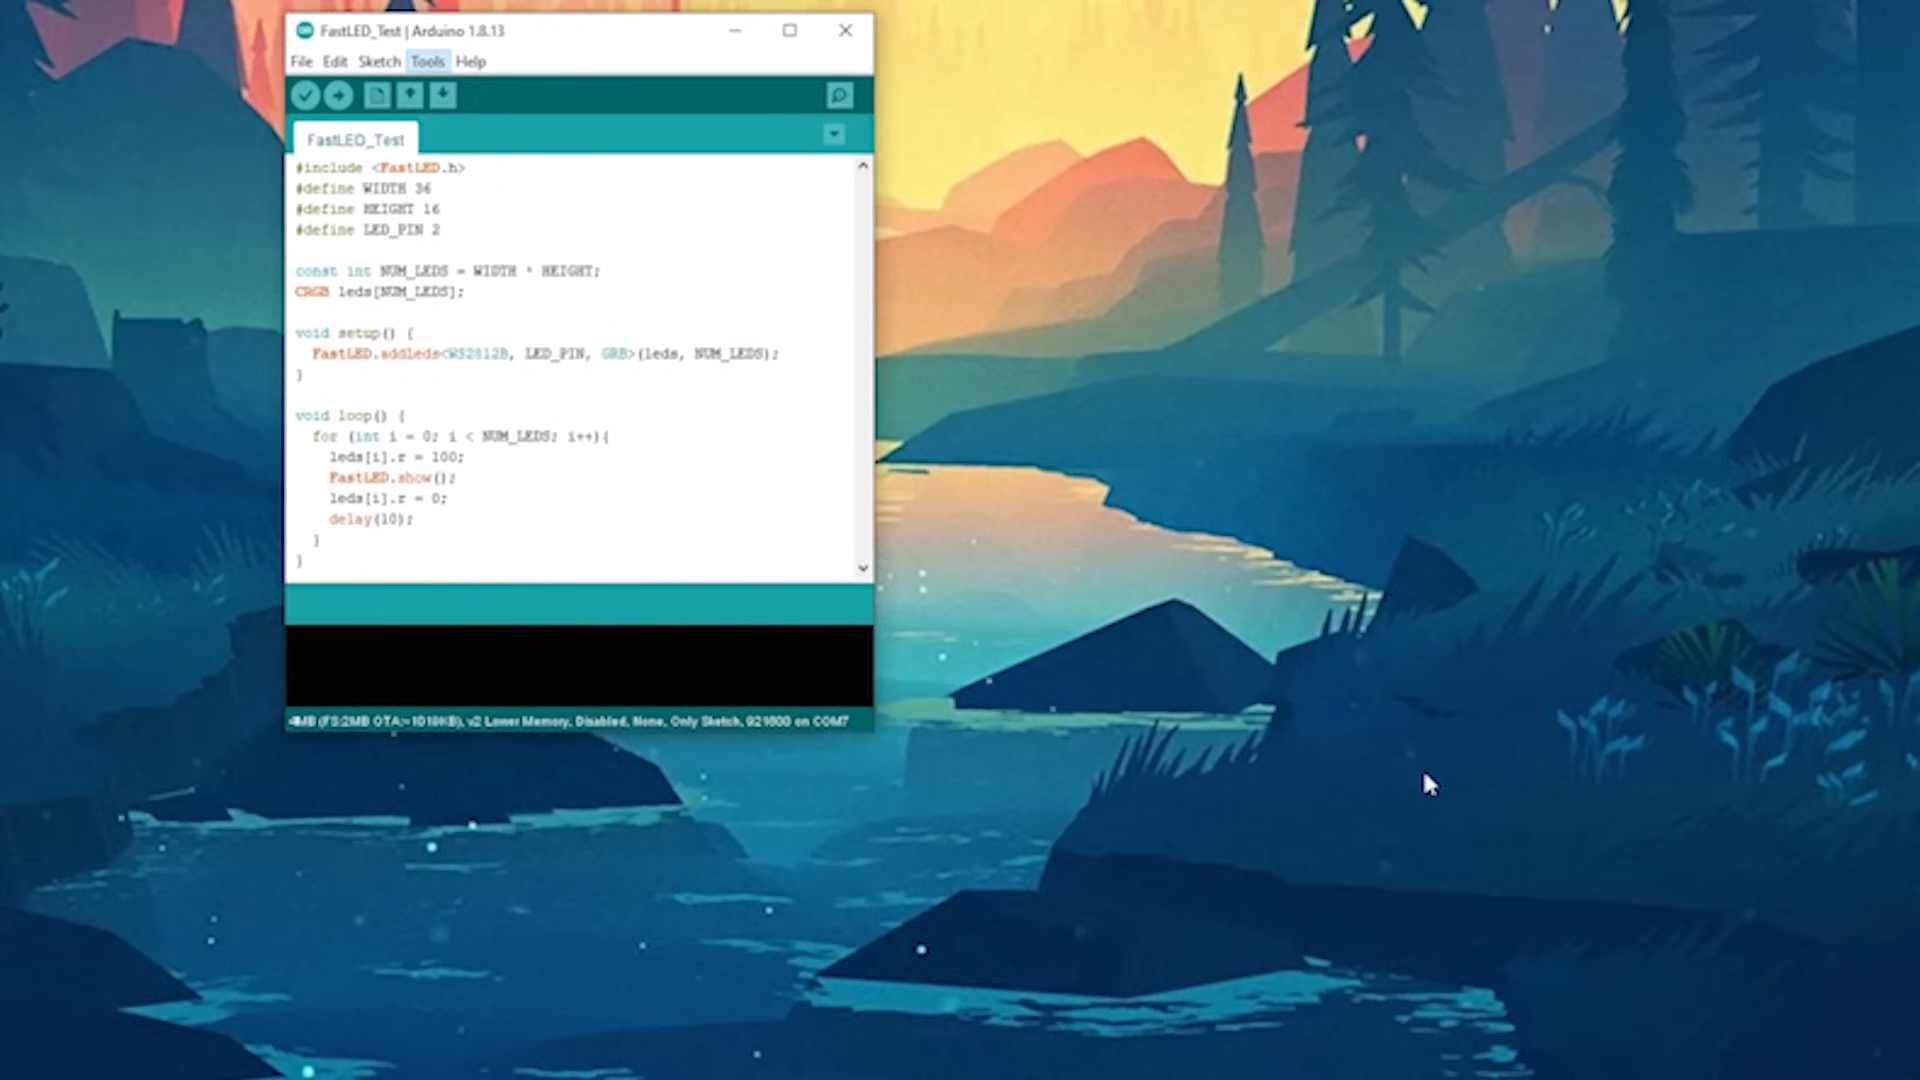 FastLED_Test | Arduino 1.8.13
File Edit Sketch Tools Help
FastLED_Test
#include <FastLED.h>
#define WIDTH 36
#define HEIGHT 16
#define LED_PIN 2
const int NUM_LEDS = WIDTH * HEIGHT;
CRGB leds[NUM_LEDS];
void setup() {
FastLED.addLeds<WS2812B, LED_PIN, GRB>(leds, NUM_LEDS);
}
void loop() {
for (int i = 0; i < NUM_LEDS; i++){
leds[i].r = 100;
FastLED.show();
leds[i].r = 0;
delay(10);
}
}
4MB (FS:2MB OTA:~1019KB), v2 Lower Memory, Disabled, None, Only Sketch, 921600 on COM7